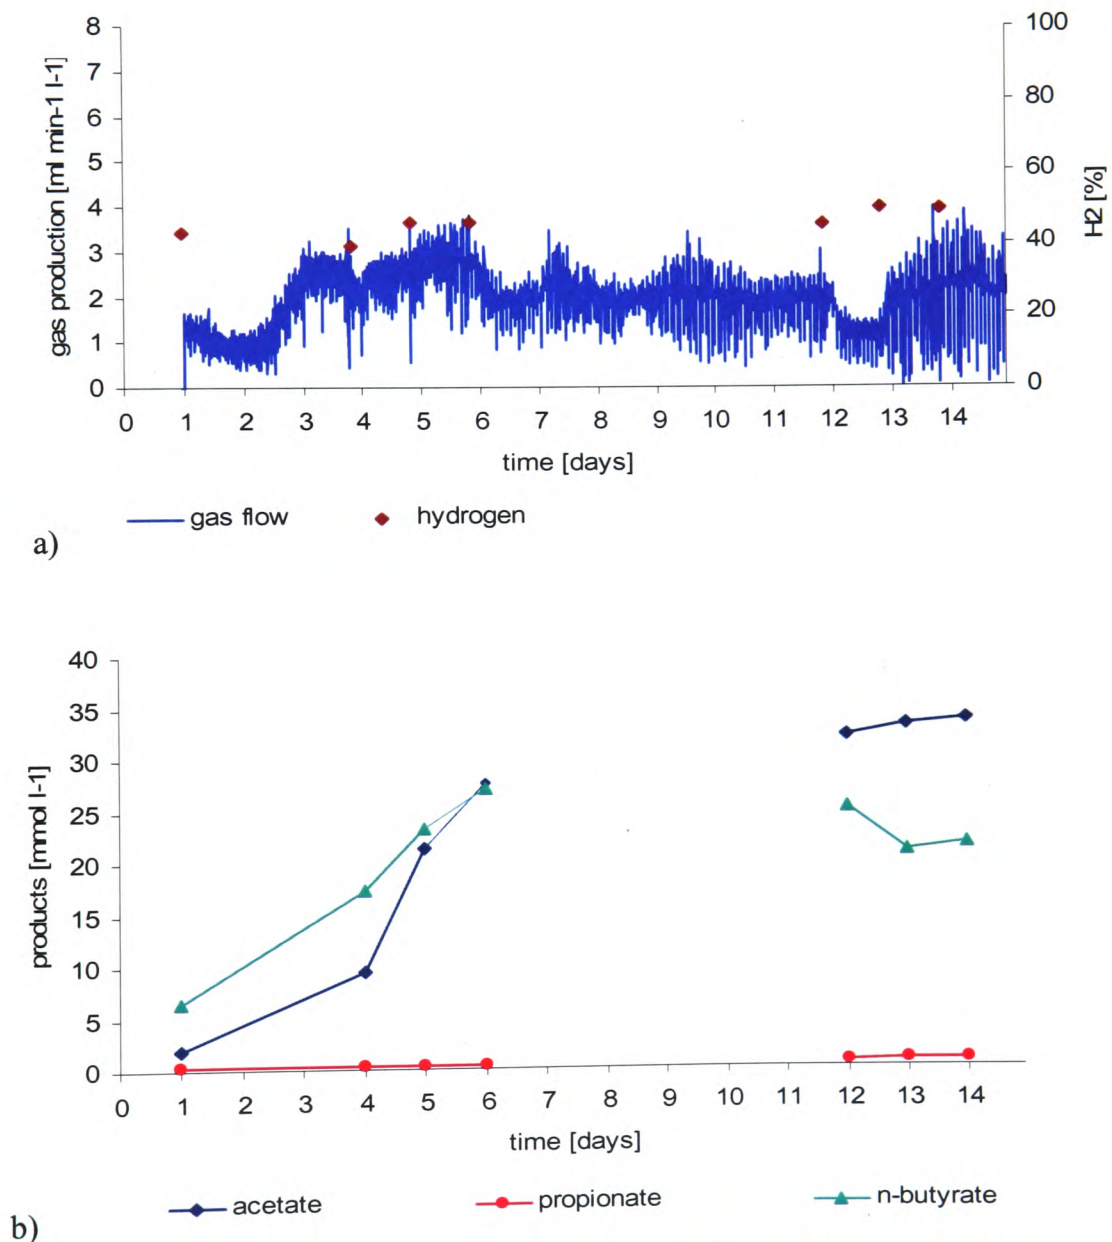 a)
gas production [ml min-1 l-1]
8
7
6
5
4
3
2
1
0
100
80
60
40
20
0
H2 [%]
0 1 2 3 4 5 6 7 8 9 10 11 12 13 14
time [days]
gas flow hydrogen
a)
products [mmol l-1]
40
35
30
25
20
15
10
5
0
0 1 2 3 4 5 6 7 8 9 10 11 12 13 14
time [days]
acetate propionate n-butyrate
b)